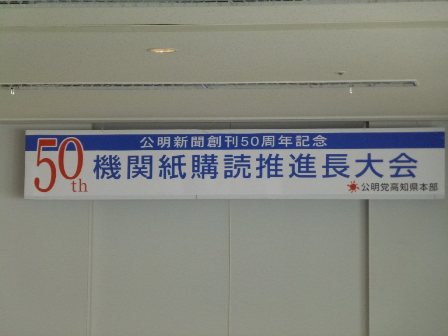 公明新聞創刊50周年記念
50th
機関紙購読推進長大会
公明党高知県本部